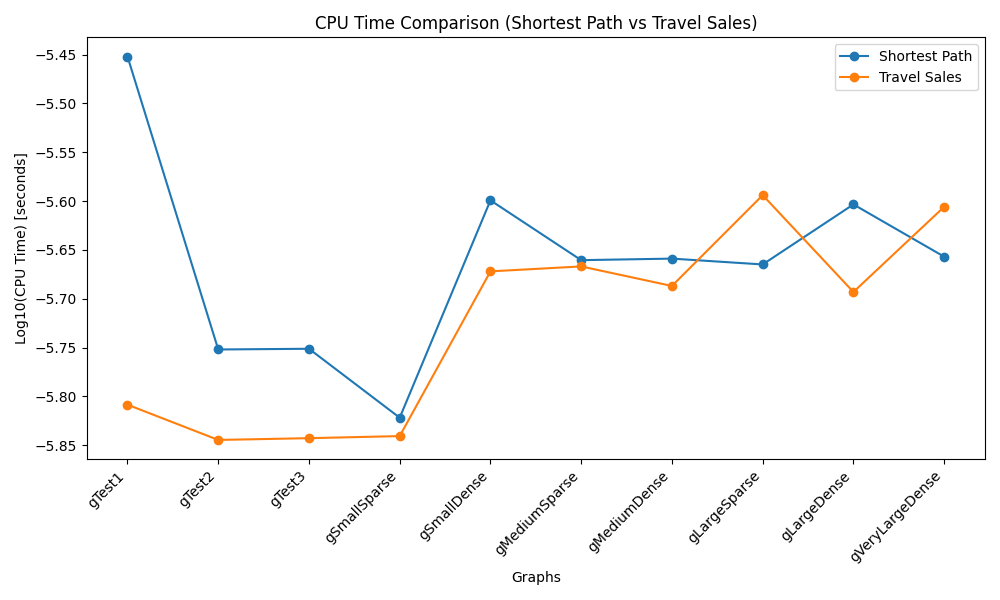 CPU Time Comparison (Shortest Path vs Travel Sales)
Shortest Path
Travel Sales
Log10(CPU Time) [seconds]
−5.45
−5.50
−5.55
−5.60
−5.65
−5.70
−5.75
−5.80
−5.85
gTest1
gTest2
gTest3
gSmallSparse
gSmallDense
gMediumSparse
gMediumDense
gLargeSparse
gLargeDense
gVeryLargeDense
Graphs